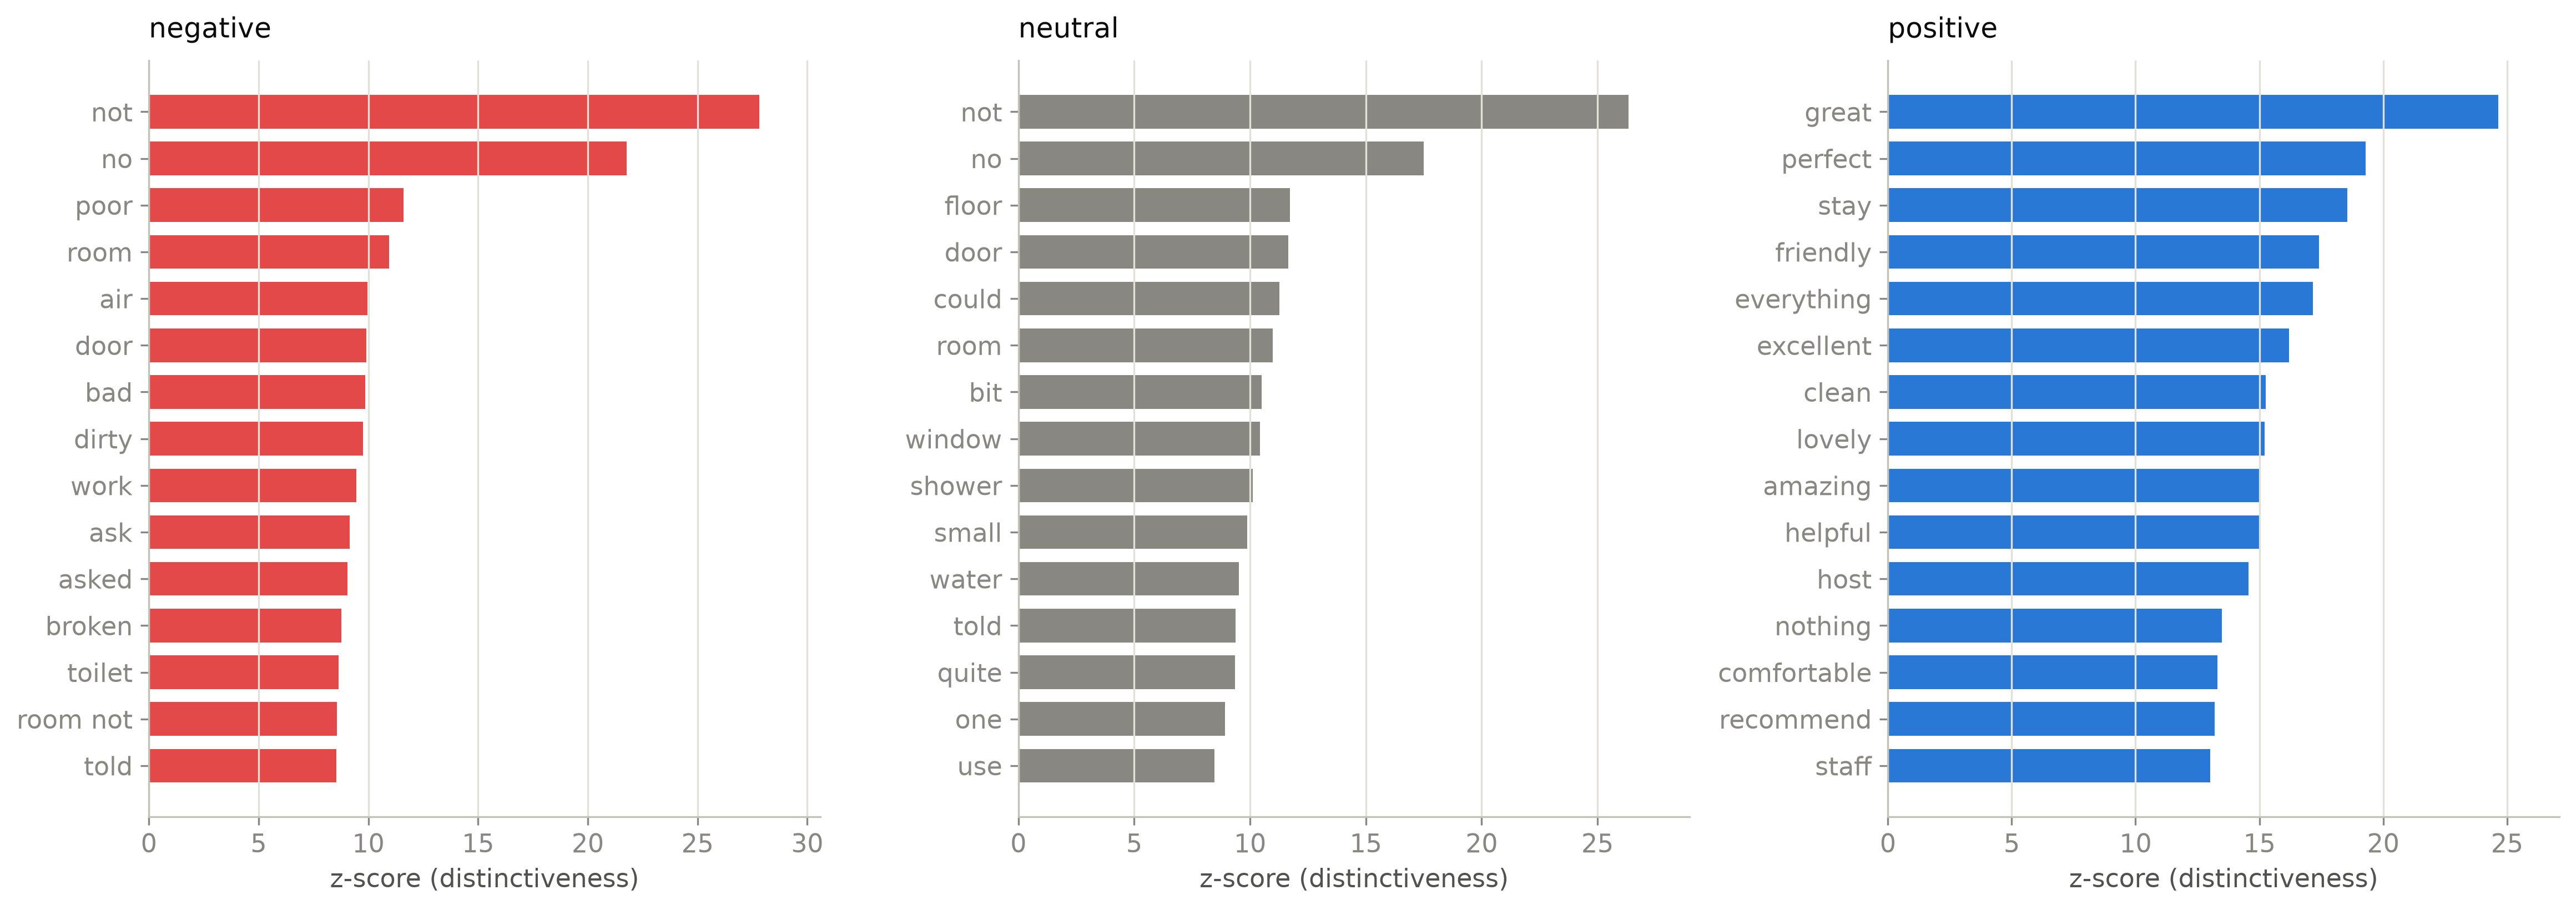 negative
not
no
poor
room
air
door
bad
dirty
work
ask
asked
broken
toilet
room not
told
0 5 10 15 20 25 30
z-score (distinctiveness)
neutral
not
no
floor
door
could
room
bit
window
shower
small
water
told
quite
one
use
0 5 10 15 20 25
z-score (distinctiveness)
positive
great
perfect
stay
friendly
everything
excellent
clean
lovely
amazing
helpful
host
nothing
comfortable
recommend
staff
0 5 10 15 20 25
z-score (distinctiveness)